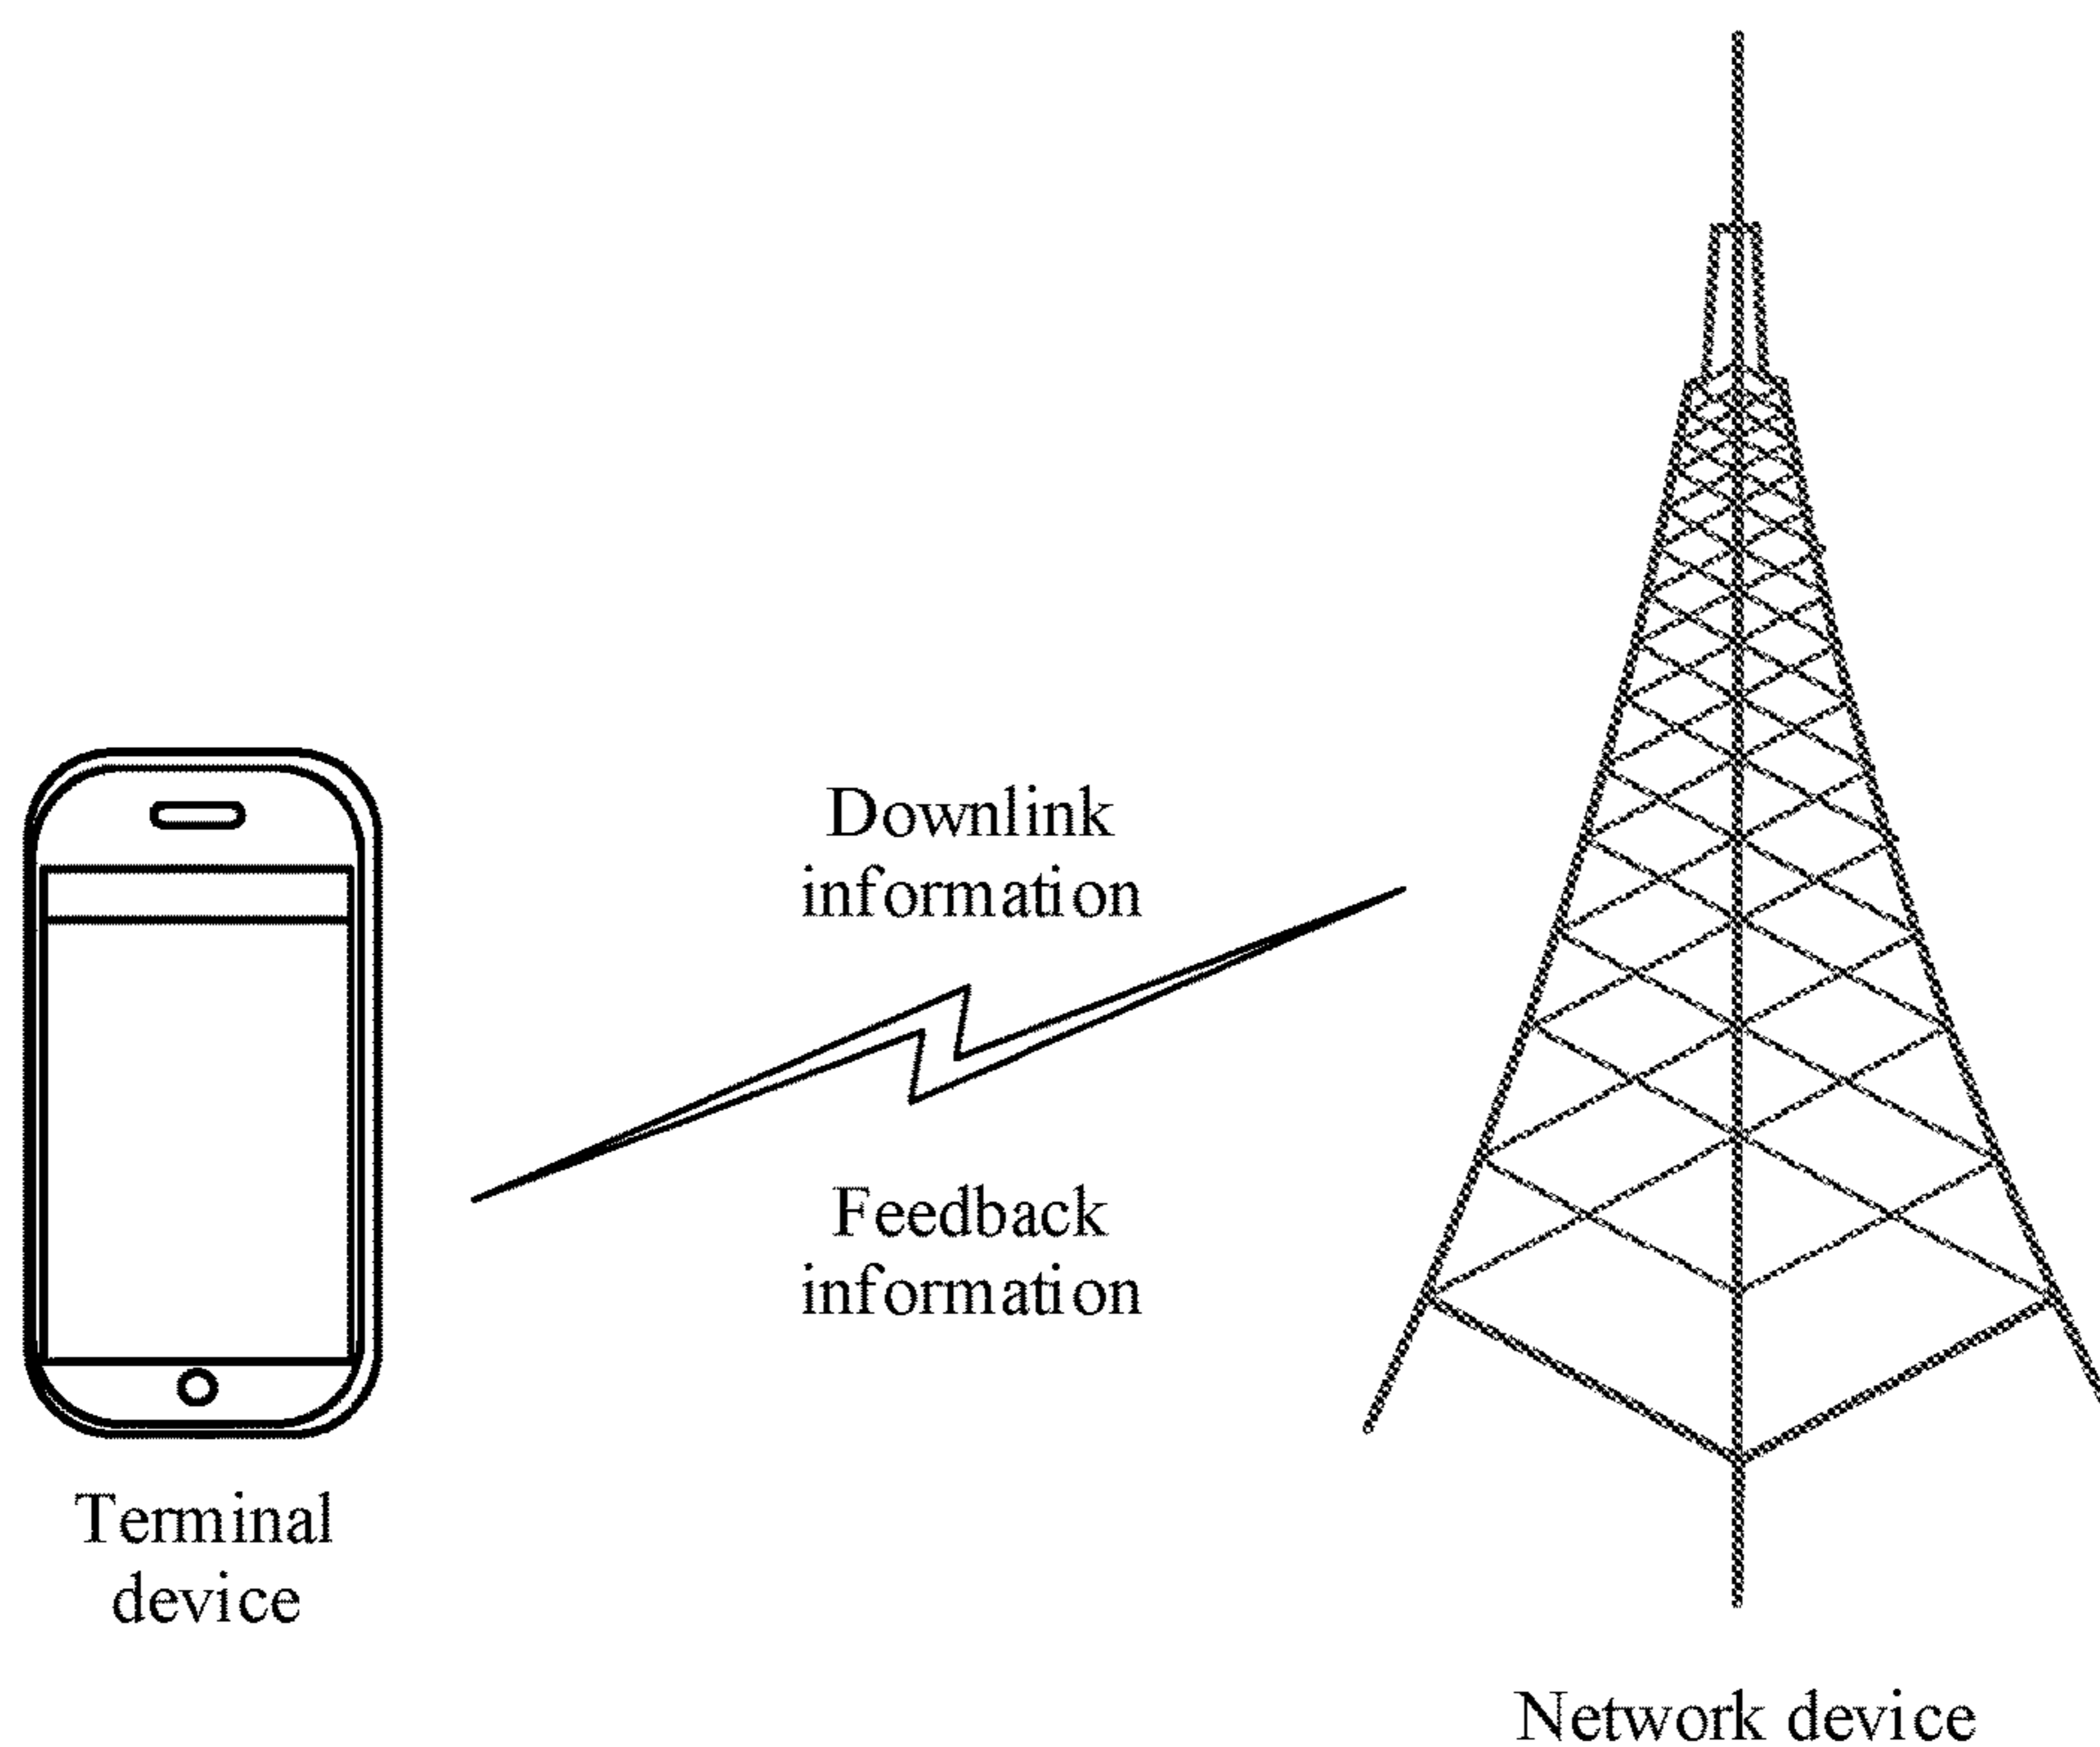 Downlink
information
Feedback
information
Terminal
device
Network device